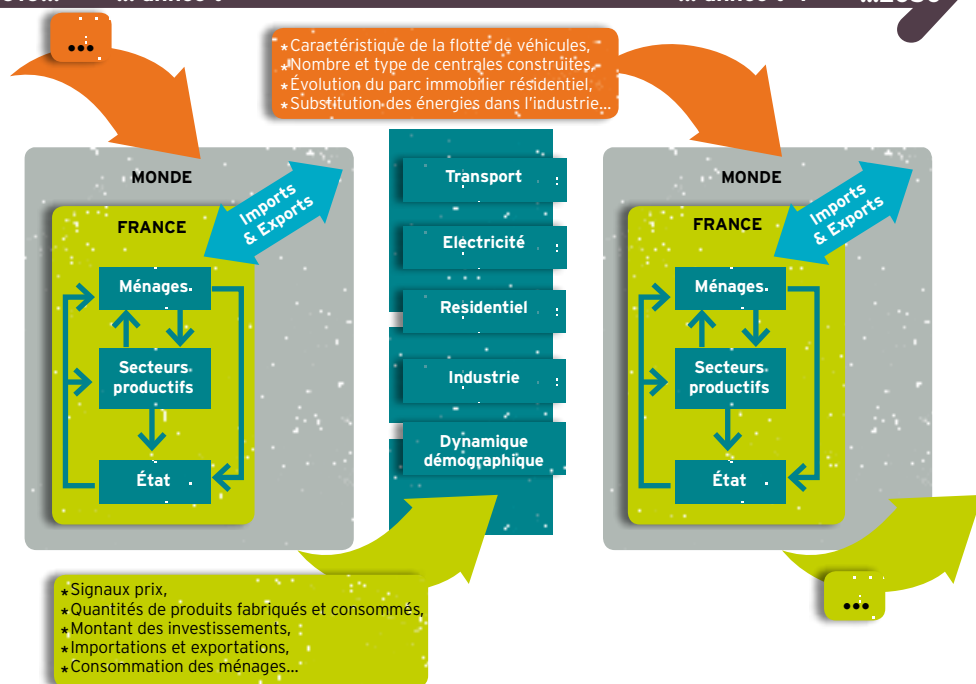 •••
*Caractéristique de la flotte de véhicules,
*Nombre et type de centrales construites,
*Évolution du parc immobilier résidentiel,
*Substitution des énergies dans l'industrie...
MONDE
Imports
& Exports
FRANCE
Ménages
Secteurs
productifs
État
Transport
Electricité
Residentiel
Industrie
Dynamique
démographique
MONDE
Imports
& Exports
FRANCE
Ménages
Secteurs
productifs
État
*Signaux prix,
*Quantités de produits fabriqués et consommés,
*Montant des investissements,
*Importations et exportations,
*Consommation des ménages...
•••